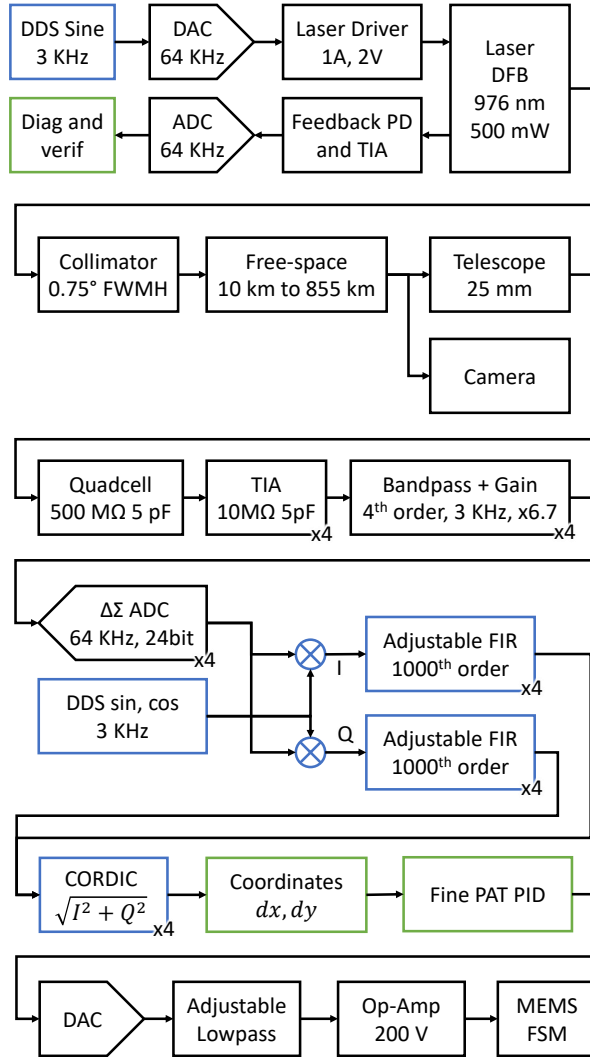 DDS Sine
3 KHz
DAC
64 KHz
Laser Driver
1A, 2V
Laser
DFB
976 nm
500 mW
Diag and
verif
ADC
64 KHz
Feedback PD
and TIA
Collimator
0.75° FWMH
Free-space
10 km to 855 km
Telescope
25 mm
Camera
Quadcell
500 MΩ 5 pF
TIA
10MΩ 5pF
x4
Bandpass + Gain
4th order, 3 KHz, x6.7
x4
ΔΣ ADC
64 KHz, 24bit
x4
DDS sin, cos
3 KHz
I
Q
Adjustable FIR
1000th order
x4
Adjustable FIR
1000th order
x4
CORDIC
√(I² + Q²)
x4
Coordinates
dx, dy
Fine PAT PID
DAC
Adjustable
Lowpass
Op-Amp
200 V
MEMS
FSM